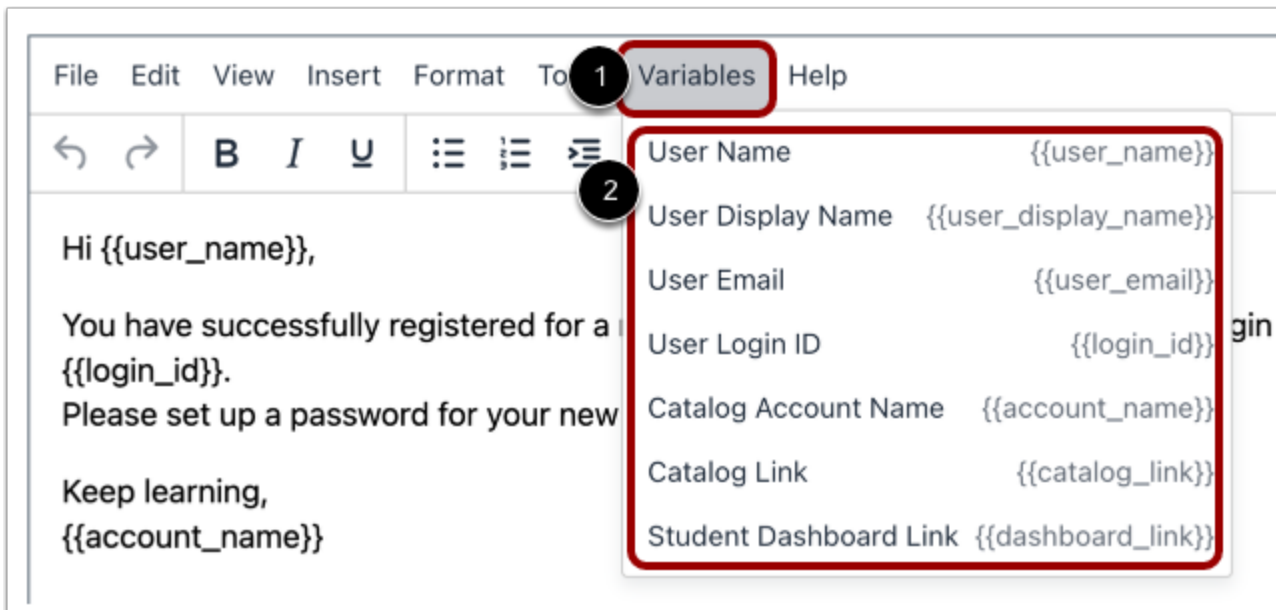 File Edit View Insert Format To 1 Variables Help
B I U
2
User Name {{user_name}}
User Display Name {{user_display_name}}
User Email {{user_email}}
User Login ID {{login_id}}
Catalog Account Name {{account_name}}
Catalog Link {{catalog_link}}
Student Dashboard Link {{dashboard_link}}
Hi {{user_name}},
You have successfully registered for a gin
{{login_id}}.
Please set up a password for your new
Keep learning,
{{account_name}}